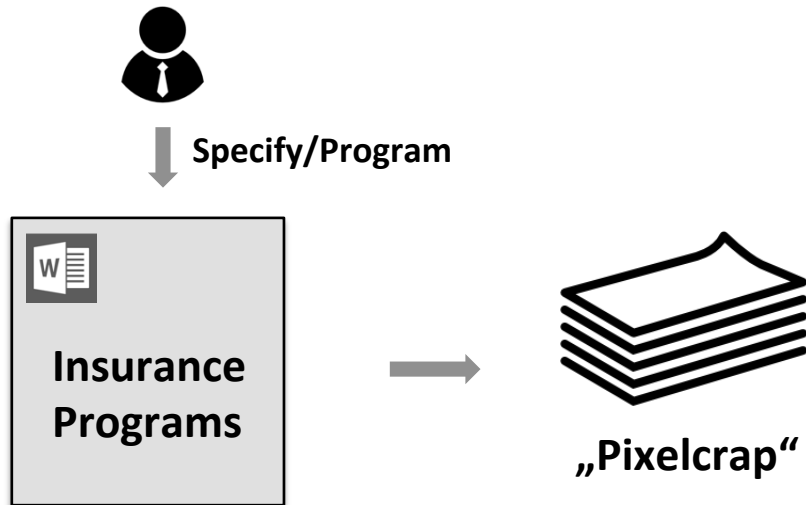 Specify/Program
W
Insurance
Programs
„Pixelcrap“